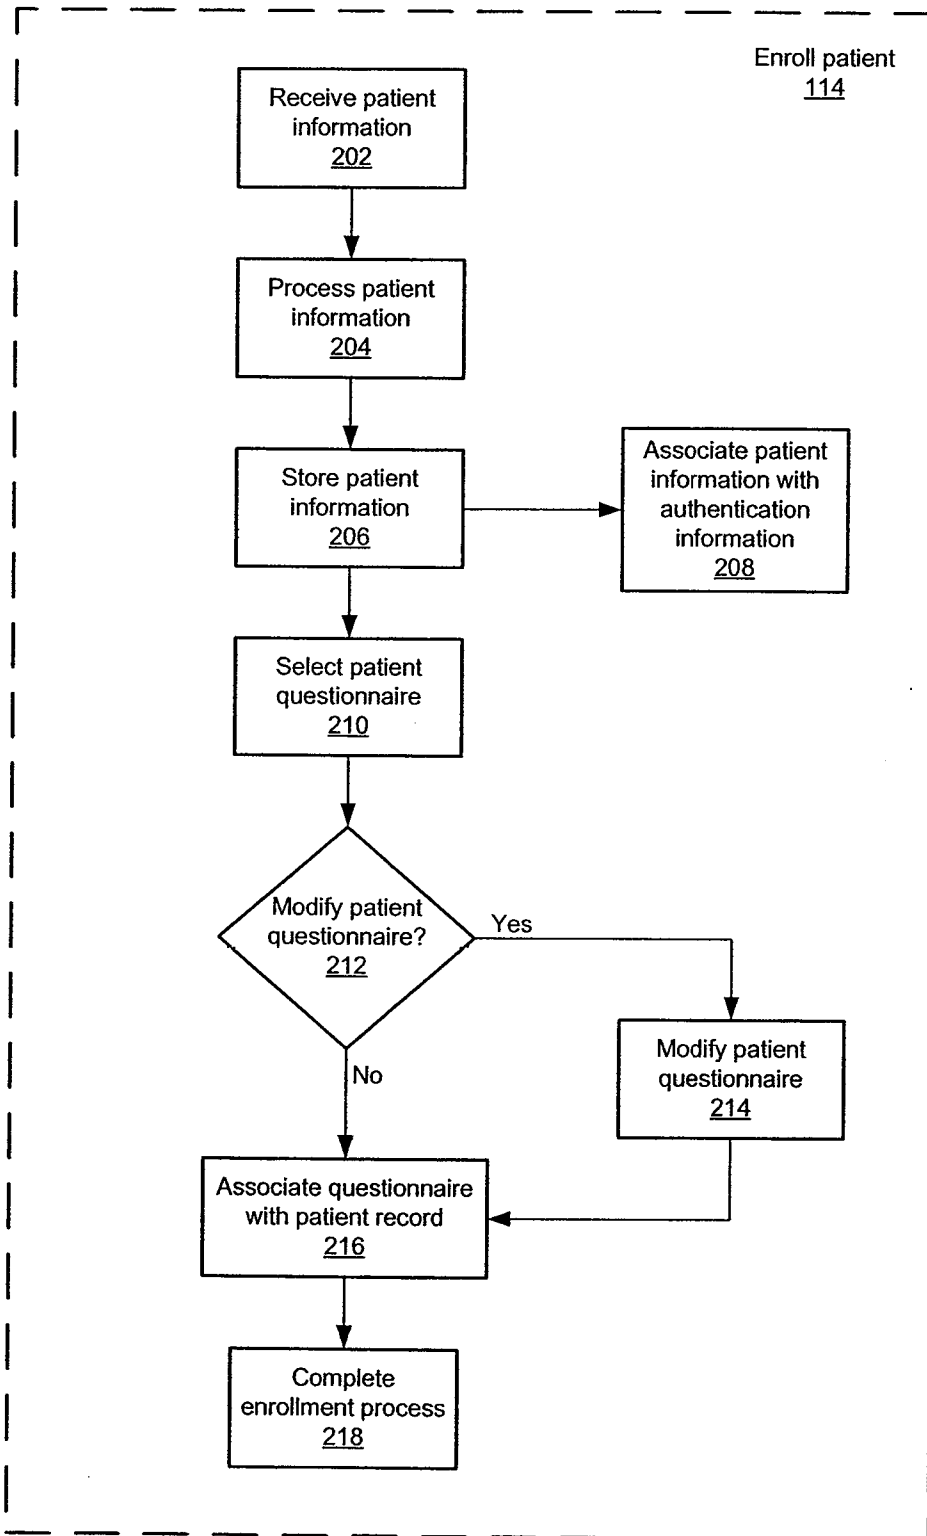 Enroll patient
114
Receive patient
information
202
Process patient
information
204
Store patient
information
206
Associate patient
information with
authentication
information
208
Select patient
questionnaire
210
Modify patient
questionnaire?
212
Yes
No
Modify patient
questionnaire
214
Associate questionnaire
with patient record
216
Complete
enrollment process
218